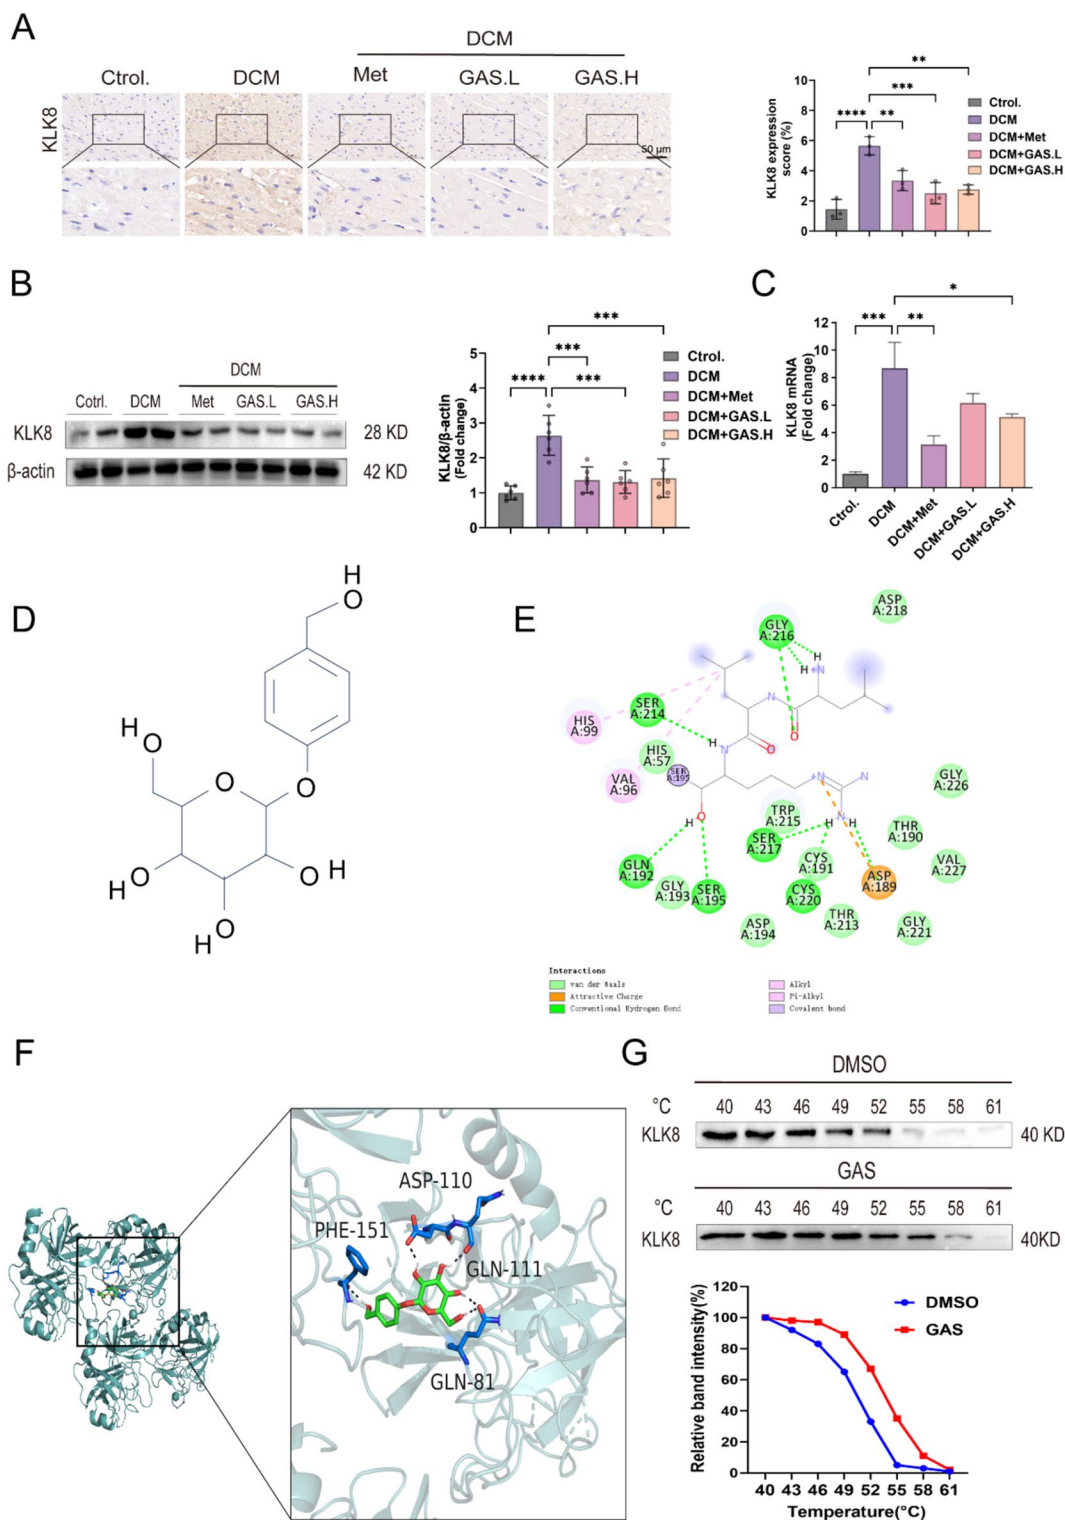 A
DCM
Ctrol. DCM Met GAS.L GAS.H
KLK8
50 μm
KLK8 expression
score (%)
10
8
6
4
2
0
**
***
**** **
Ctrol.
DCM
DCM+Met
DCM+GAS.L
DCM+GAS.H
B
DCM
Cotrl. DCM Met GAS.L GAS.H
KLK8 28 KD
β-actin 42 KD
KLK8/β-actin
(Fold change)
5
4
3
2
1
0
***
***
**** ***
Ctrol.
DCM
DCM+Met
DCM+GAS.L
DCM+GAS.H
C
KLK8 mRNA
(Fold change)
12
10
8
6
4
2
0
*
*** **
Ctrol.
DCM
DCM+Met
DCM+GAS.L
DCM+GAS.H
D
H
O
H
O
O
O
H O
O H
O
H
E
ASP
A:218
GLY
A:216
H
H N
N
O
SER
A:214
HIS
A:99
H N
O
HIS
A:57
VAL
A:96
SER
A:195
N
N
N
H H
H O
GLY
A:226
TRP
A:215
THR
A:190
SER
A:217
CYS
A:191
VAL
A:227
GLN
A:192
GLY
A:193
SER
A:195
CYS
A:220
ASP
A:189
ASP
A:194
THR
A:213
GLY
A:221
Interactions
van der Waals
Attractive Charge
Conventional Hydrogen Bond
Alkyl
Pi-Alkyl
Covalent bond
F
ASP-110
PHE-151
GLN-111
GLN-81
G
DMSO
°C 40 43 46 49 52 55 58 61
KLK8 40 KD
GAS
°C 40 43 46 49 52 55 58 61
KLK8 40KD
Relative band intensity(%)
120
100
80
60
40
20
0
DMSO
GAS
40 43 46 49 52 55 58 61
Temperature(°C)